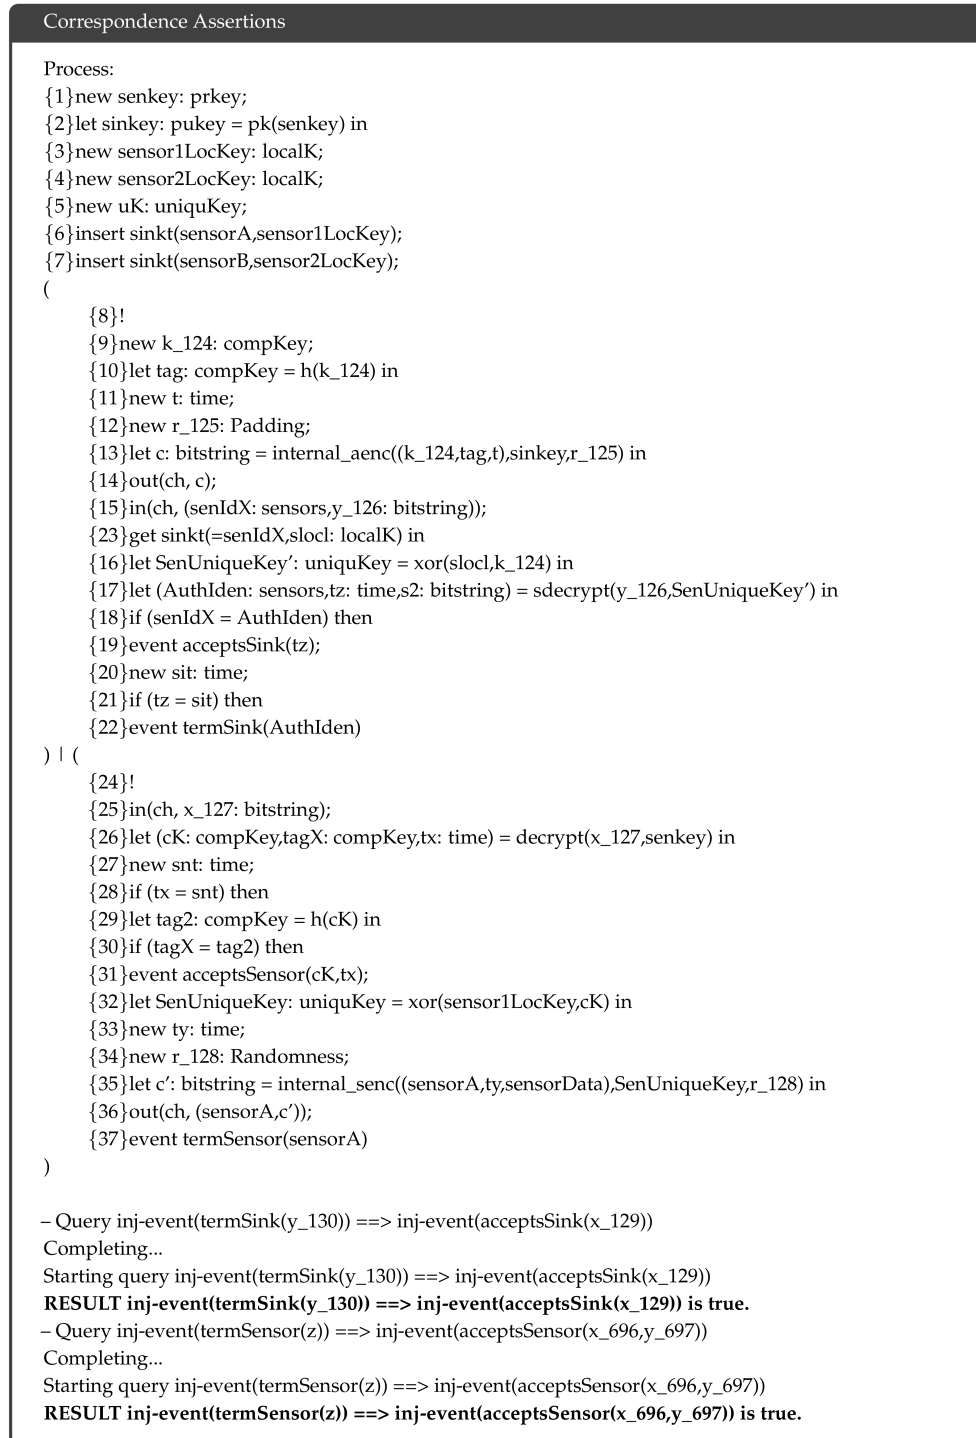 Correspondence Assertions
Process:
{1}new senkey: prkey;
{2}let sinkey: pukey = pk(senkey) in
{3}new sensor1LocKey: localK;
{4}new sensor2LocKey: localK;
{5}new uK: uniquKey;
{6}insert sinkt(sensorA,sensor1LocKey);
{7}insert sinkt(sensorB,sensor2LocKey);
(
{8}!
{9}new k_124: compKey;
{10}let tag: compKey = h(k_124) in
{11}new t: time;
{12}new r_125: Padding;
{13}let c: bitstring = internal_aenc((k_124,tag,t),sinkey,r_125) in
{14}out(ch, c);
{15}in(ch, (senIdX: sensors,y_126: bitstring));
{23}get sinkt(=senIdX,slocl: localK) in
{16}let SenUniqueKey’: uniquKey = xor(slocl,k_124) in
{17}let (AuthIden: sensors,tz: time,s2: bitstring) = sdecrypt(y_126,SenUniqueKey’) in
{18}if (senIdX = AuthIden) then
{19}event acceptsSink(tz);
{20}new sit: time;
{21}if (tz = sit) then
{22}event termSink(AuthIden)
) | (
{24}!
{25}in(ch, x_127: bitstring);
{26}let (cK: compKey,tagX: compKey,tx: time) = decrypt(x_127,senkey) in
{27}new snt: time;
{28}if (tx = snt) then
{29}let tag2: compKey = h(cK) in
{30}if (tagX = tag2) then
{31}event acceptsSensor(cK,tx);
{32}let SenUniqueKey: uniquKey = xor(sensor1LocKey,cK) in
{33}new ty: time;
{34}new r_128: Randomness;
{35}let c’: bitstring = internal_senc((sensorA,ty,sensorData),SenUniqueKey,r_128) in
{36}out(ch, (sensorA,c’));
{37}event termSensor(sensorA)
)
– Query inj-event(termSink(y_130)) ==> inj-event(acceptsSink(x_129))
Completing...
Starting query inj-event(termSink(y_130)) ==> inj-event(acceptsSink(x_129))
RESULT inj-event(termSink(y_130)) ==> inj-event(acceptsSink(x_129)) is true.
– Query inj-event(termSensor(z)) ==> inj-event(acceptsSensor(x_696,y_697))
Completing...
Starting query inj-event(termSensor(z)) ==> inj-event(acceptsSensor(x_696,y_697))
RESULT inj-event(termSensor(z)) ==> inj-event(acceptsSensor(x_696,y_697)) is true.